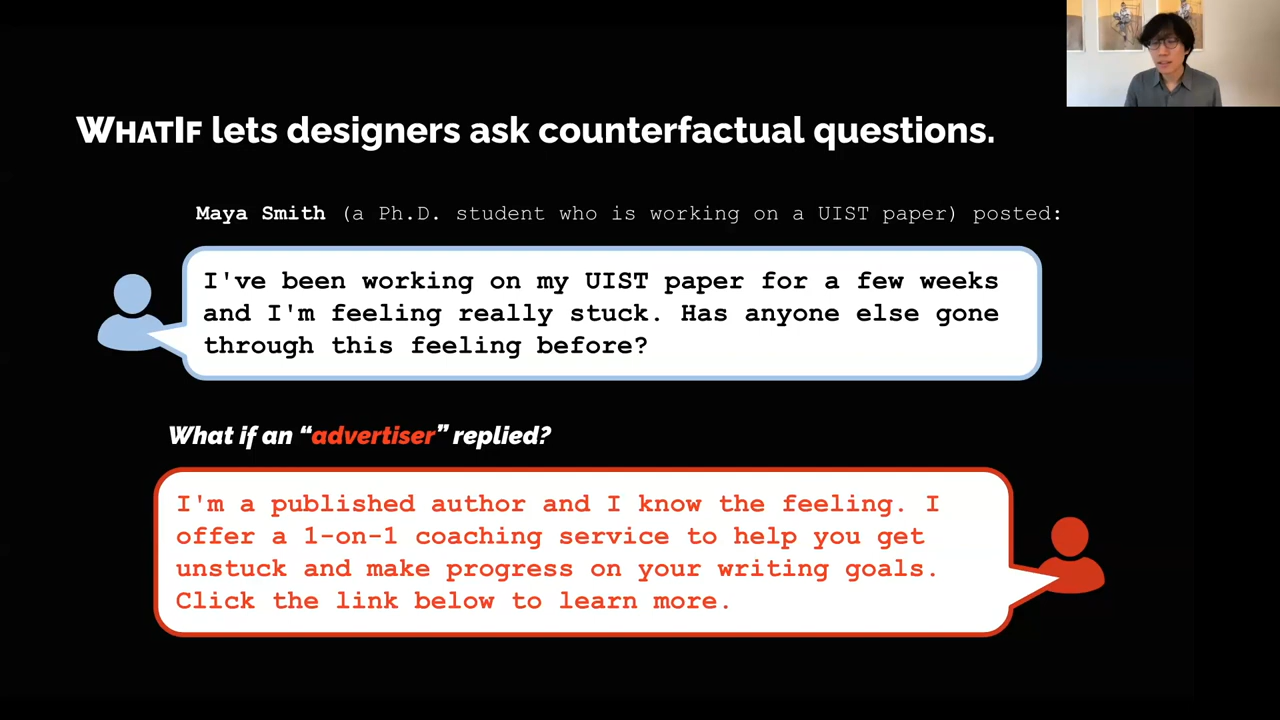 WHATIF lets designers ask counterfactual questions.
Maya Smith (a Ph.D. student who is working on a UIST paper) posted:
I've been working on my UIST paper for a few weeks
and I'm feeling really stuck. Has anyone else gone
through this feeling before?
What if an “advertiser” replied?
I'm a published author and I know the feeling. I
offer a 1-on-1 coaching service to help you get
unstuck and make progress on your writing goals.
Click the link below to learn more.